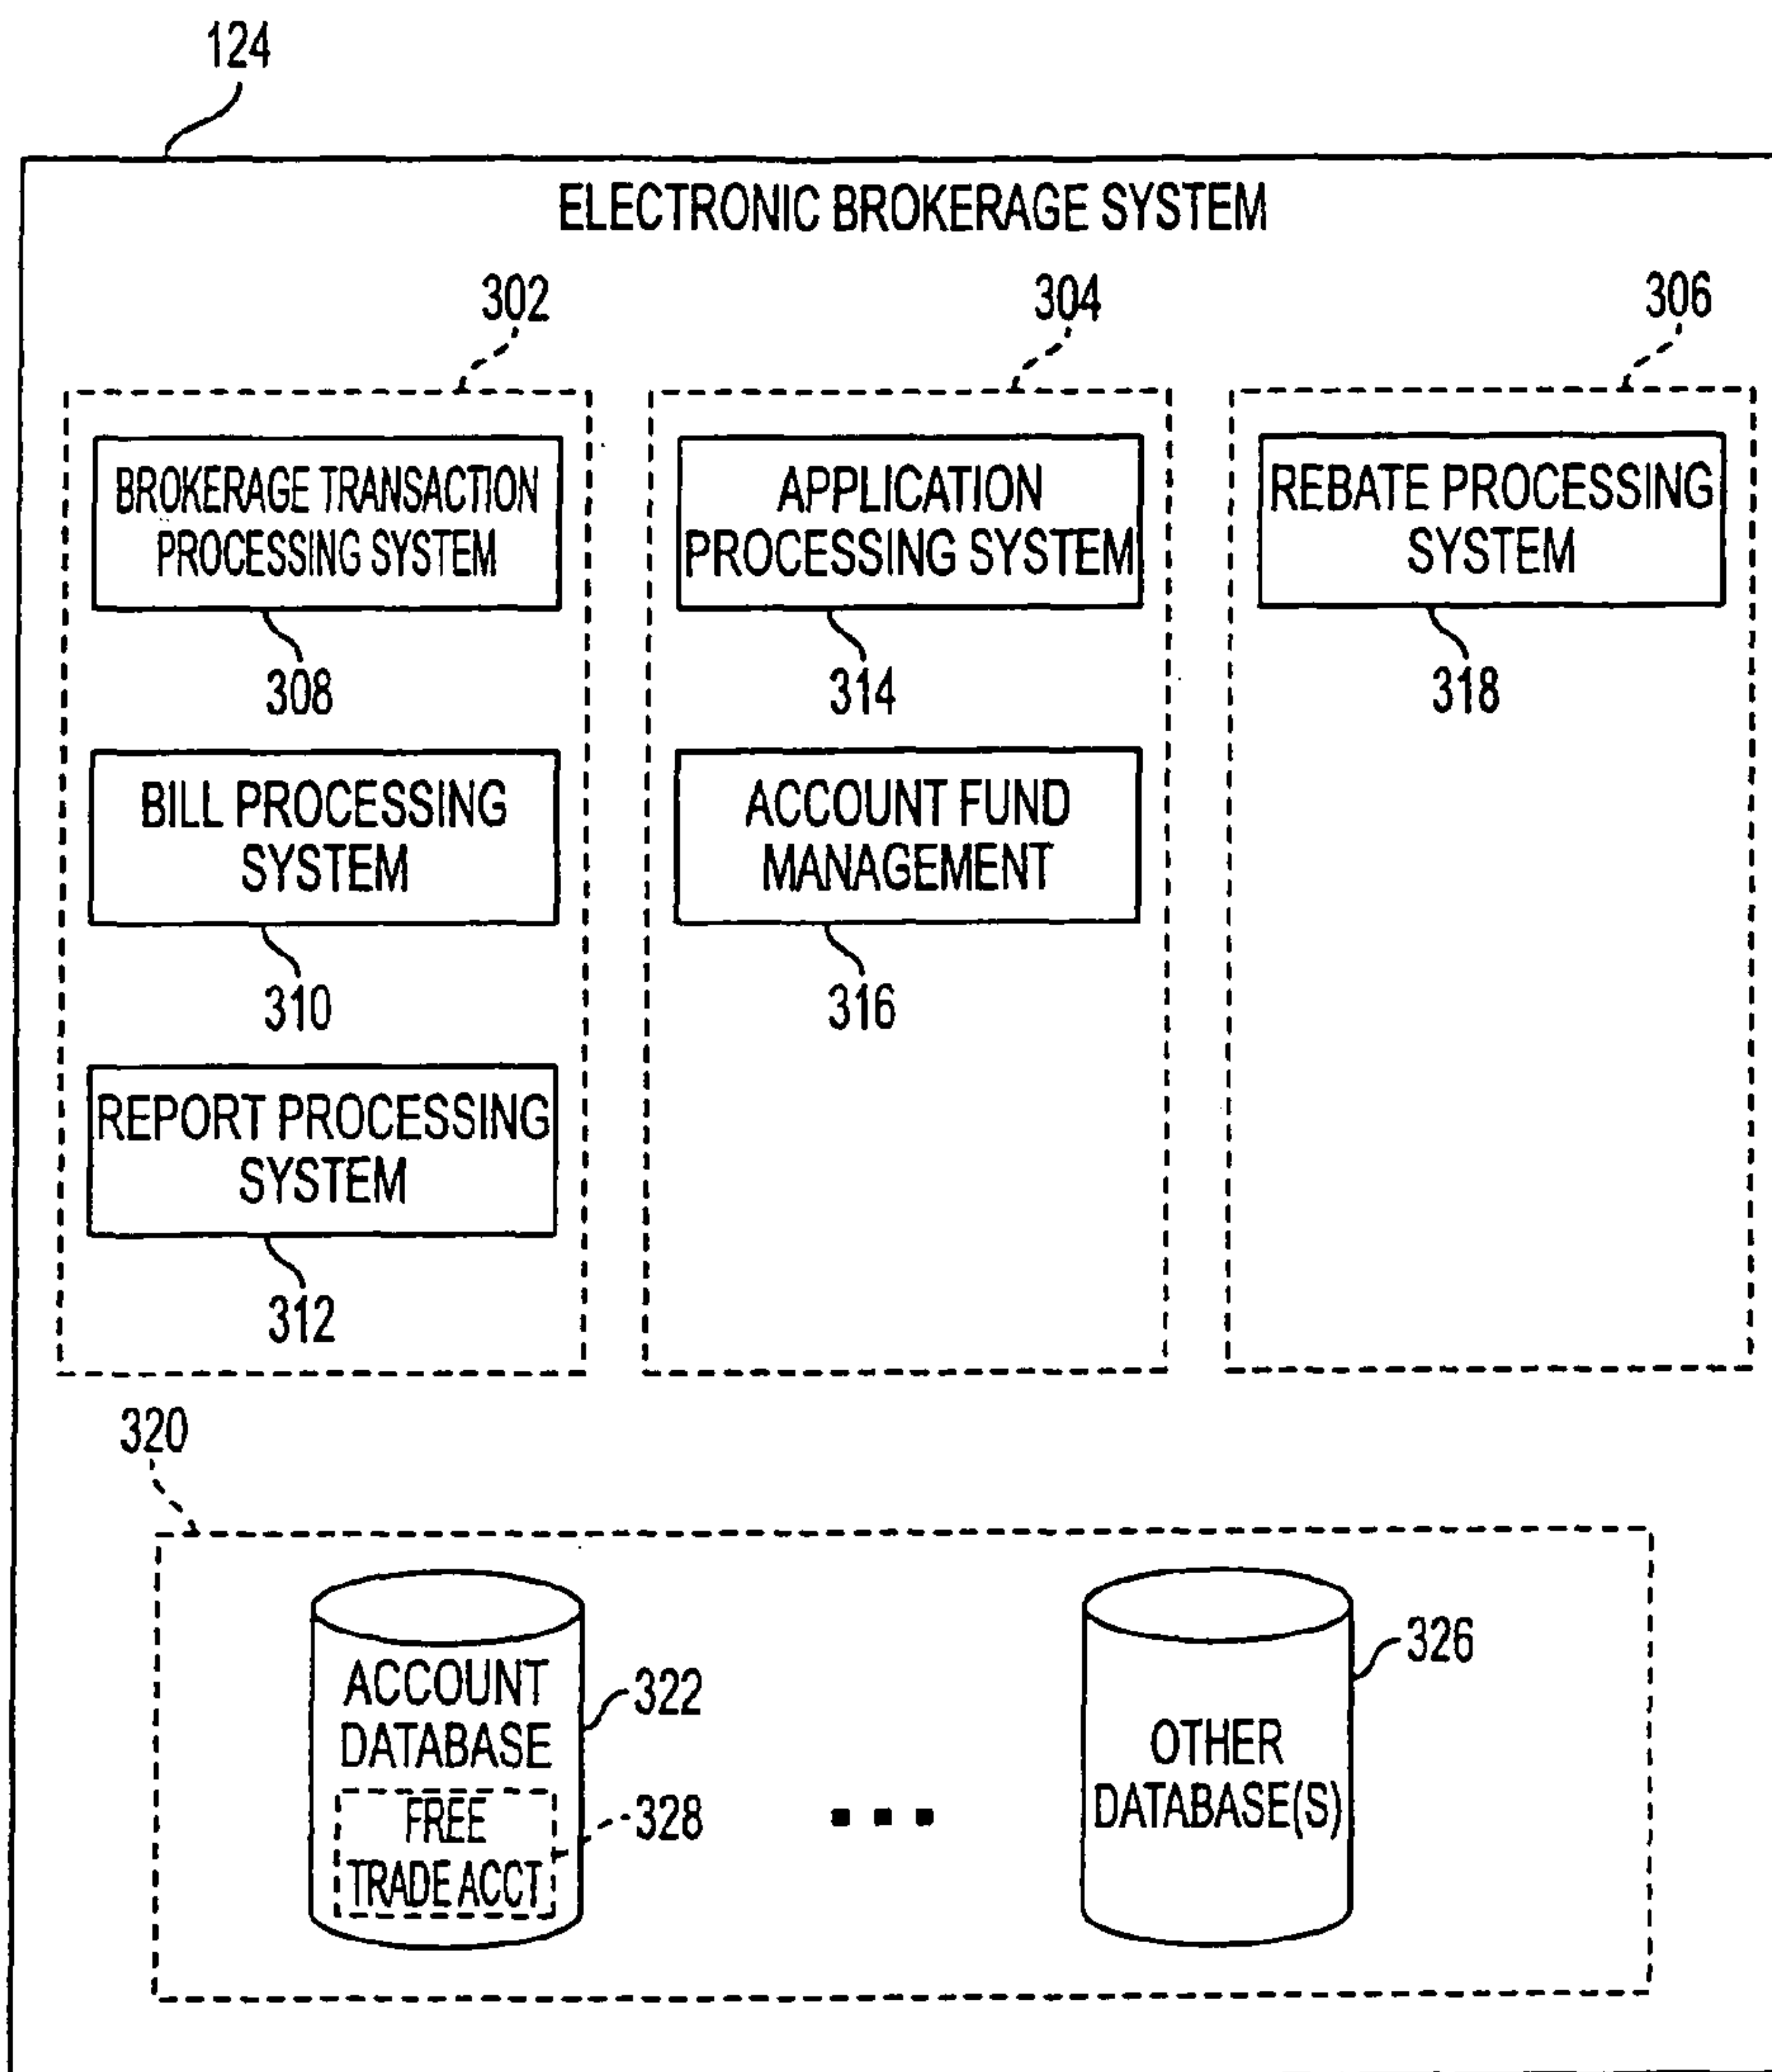 124
ELECTRONIC BROKERAGE SYSTEM
302
304
306
BROKERAGE TRANSACTION
PROCESSING SYSTEM
308
BILL PROCESSING
SYSTEM
310
REPORT PROCESSING
SYSTEM
312
APPLICATION
PROCESSING SYSTEM
314
ACCOUNT FUND
MANAGEMENT
316
REBATE PROCESSING
SYSTEM
318
320
ACCOUNT
DATABASE
322
FREE
TRADE ACCT
328
...
OTHER
DATABASE(S)
326